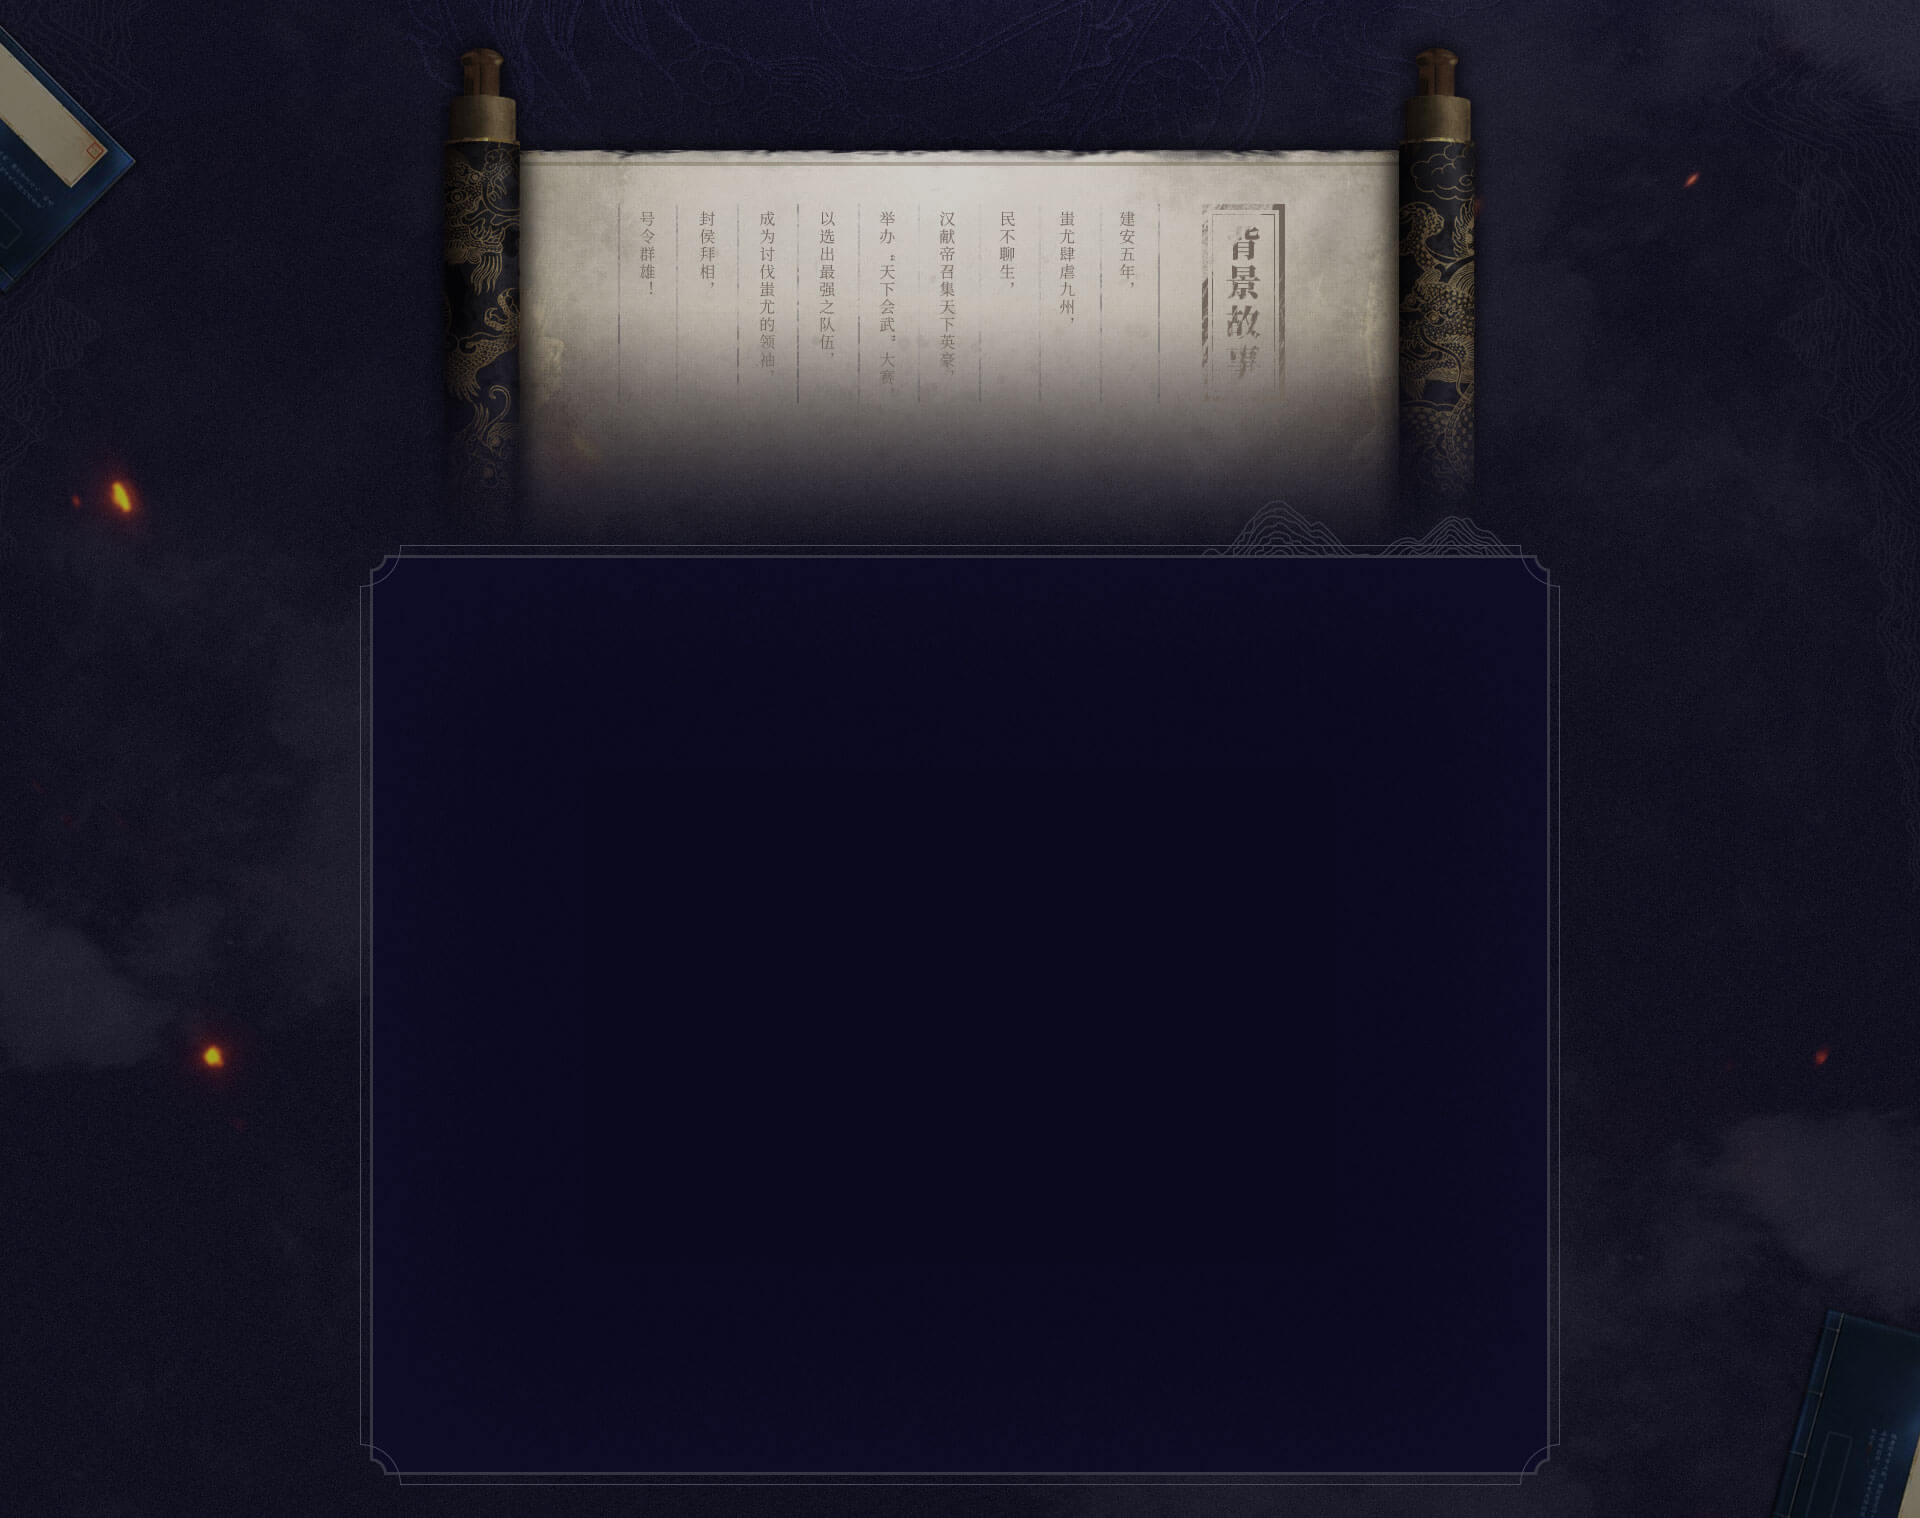 背景故事
建安五年，
蚩尤肆虐九州，
民不聊生，
汉献帝召集天下英豪，
举办“天下会武”大赛，
以选出最强之队伍，
成为讨伐蚩尤的领袖，
封侯拜相，
号令群雄！